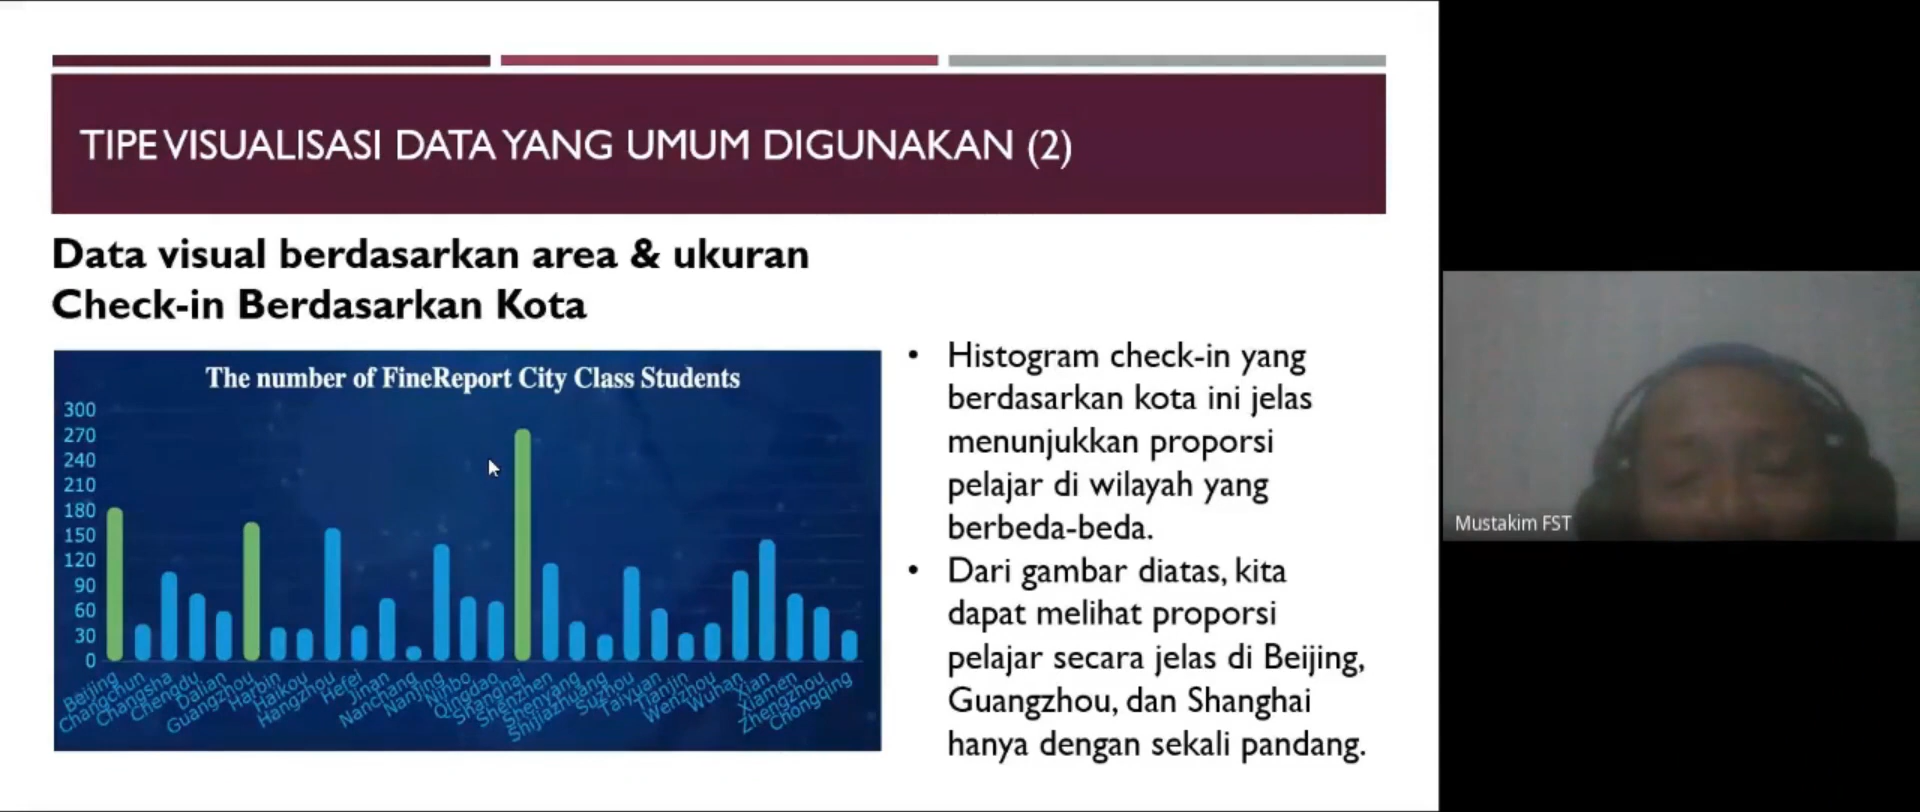 TIPE VISUALISASI DATA YANG UMUM DIGUNAKAN (2)
Data visual berdasarkan area & ukuran
Check-in Berdasarkan Kota
The number of FineReport City Class Students
300
270
240
210
180
150
120
90
60
30
0
Beijing
Changchun
Changsha
Chengdu
Dalian
Guangzhou
Harbin
Haikou
Hangzhou
Hefei
Jinan
Nanchang
Nanjing
Ninbo
Qingdao
Shanghai
Shenzhen
Shenyang
Shijiazhuang
Suzhou
Taiyuan
Tianjin
Wenzhou
Wuhan
Xian
Xiamen
Zhengzhou
Chongqing
• Histogram check-in yang
berdasarkan kota ini jelas
menunjukkan proporsi
pelajar di wilayah yang
berbeda-beda.
• Dari gambar diatas, kita
dapat melihat proporsi
pelajar secara jelas di Beijing,
Guangzhou, dan Shanghai
hanya dengan sekali pandang.
Mustakim FST